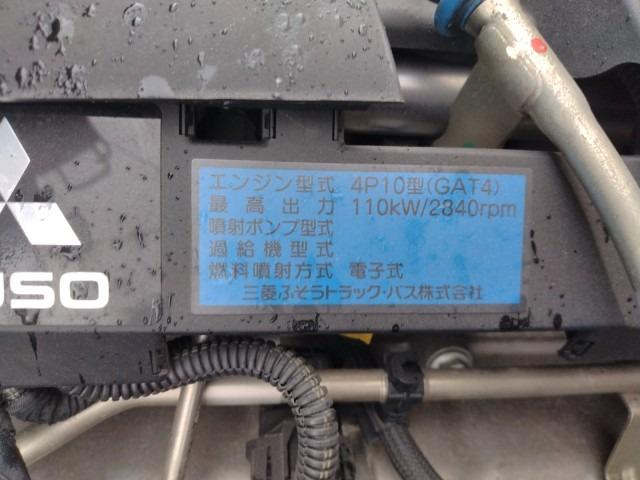 エンジン型式 4P10型(GAT4)
最高出力 110kW/2840rpm
噴射ポンプ型式
過給機型式
燃料噴射方式 電子式
三菱ふそうトラック・バス株式会社
USO